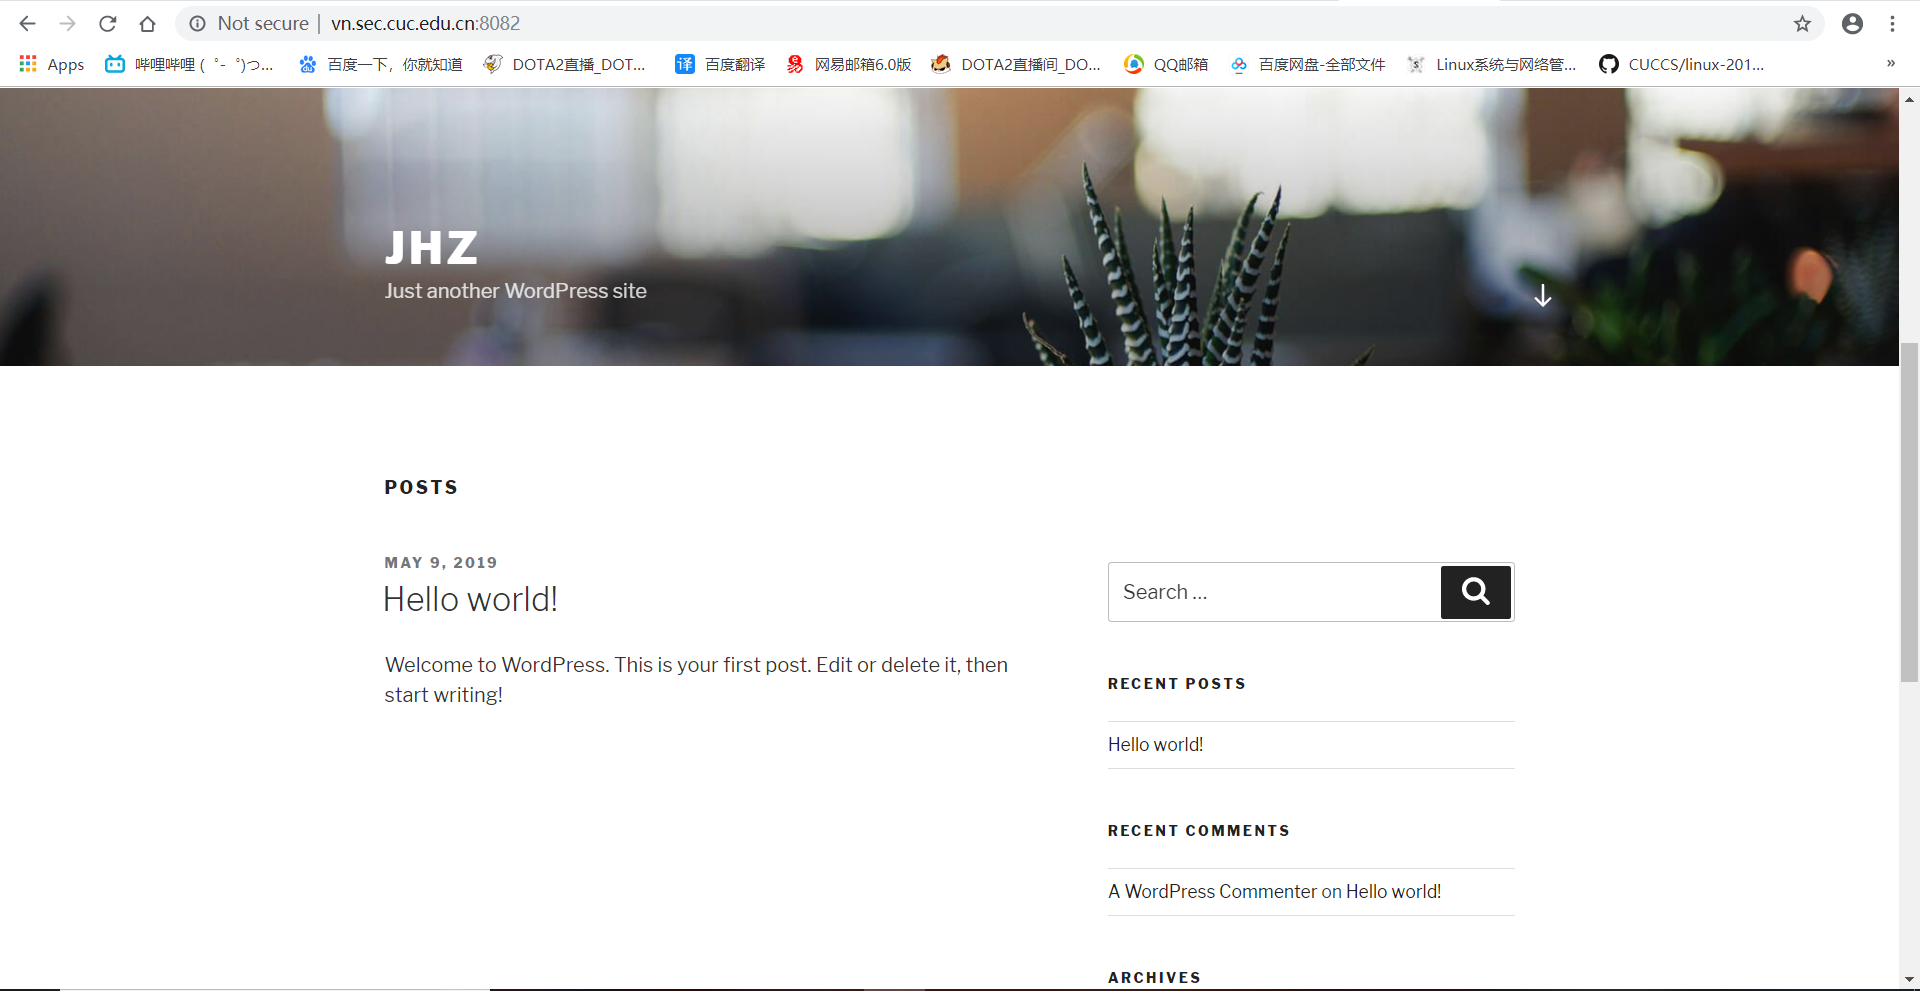 Not secure | vn.sec.cuc.edu.cn:8082
Apps 哔哩哔哩 ( ゜- ゜)つ... 百度一下，你就知道 DOTA2直播_DOT... 百度翻译 网易邮箱6.0版 DOTA2直播间_DO... QQ邮箱 百度网盘-全部文件 Linux系统与网络管... CUCCS/linux-201... »
JHZ
Just another WordPress site
POSTS
MAY 9, 2019
Hello world!
Welcome to WordPress. This is your first post. Edit or delete it, then
start writing!
Search …
RECENT POSTS
Hello world!
RECENT COMMENTS
A WordPress Commenter on Hello world!
ARCHIVES